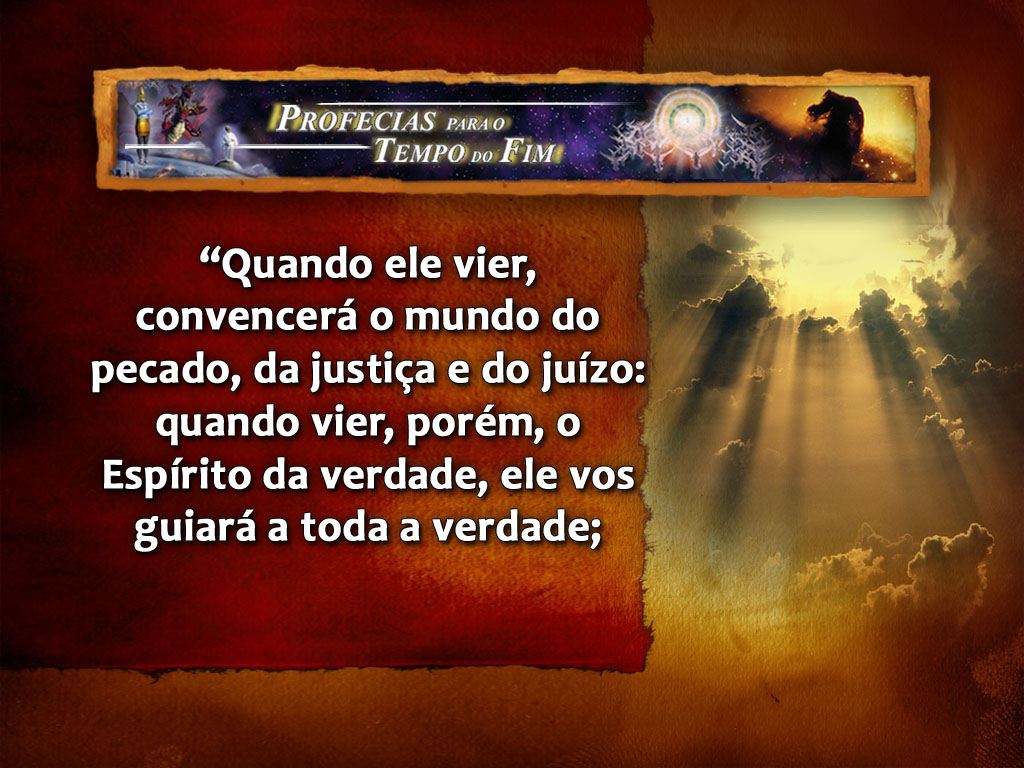 PROFECIAS PARA O
TEMPO DO FIM
“Quando ele vier,
convencerá o mundo do
pecado, da justiça e do juízo:
quando vier, porém, o
Espírito da verdade, ele vos
guiará a toda a verdade;